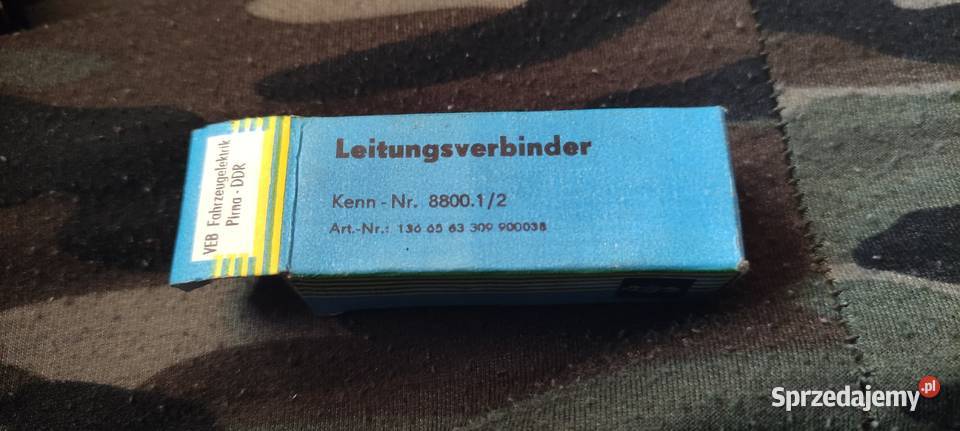 VEB Fahrzeugelektrik
Pirna - DDR
Leitungsverbinder
Kenn - Nr. 8800.1/2
Art.-Nr.: 136 65 63 309 900038
Sprzedajemy.pl